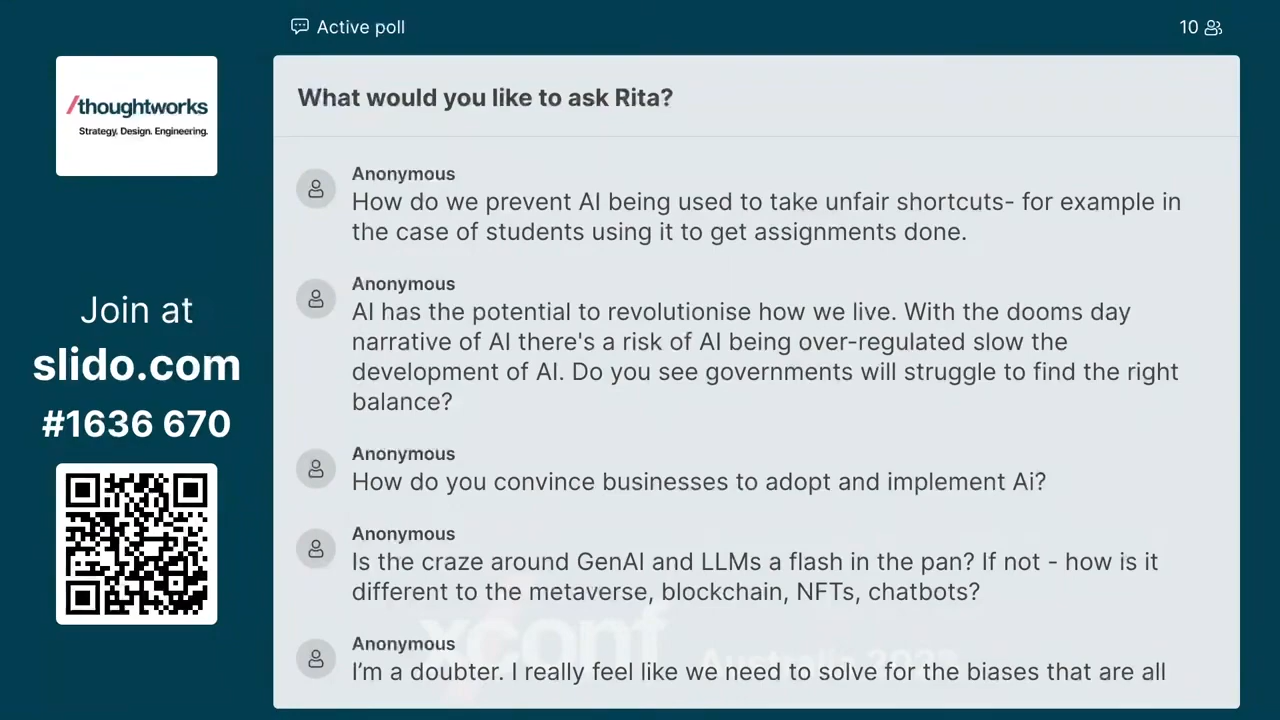 Active poll
10
/thoughtworks
Strategy. Design. Engineering.
Join at
slido.com
#1636 670
What would you like to ask Rita?
Anonymous
How do we prevent AI being used to take unfair shortcuts- for example in
the case of students using it to get assignments done.
Anonymous
AI has the potential to revolutionise how we live. With the dooms day
narrative of AI there's a risk of AI being over-regulated slow the
development of AI. Do you see governments will struggle to find the right
balance?
Anonymous
How do you convince businesses to adopt and implement Ai?
Anonymous
Is the craze around GenAI and LLMs a flash in the pan? If not - how is it
different to the metaverse, blockchain, NFTs, chatbots?
Anonymous
I’m a doubter. I really feel like we need to solve for the biases that are all
xconf
Australia